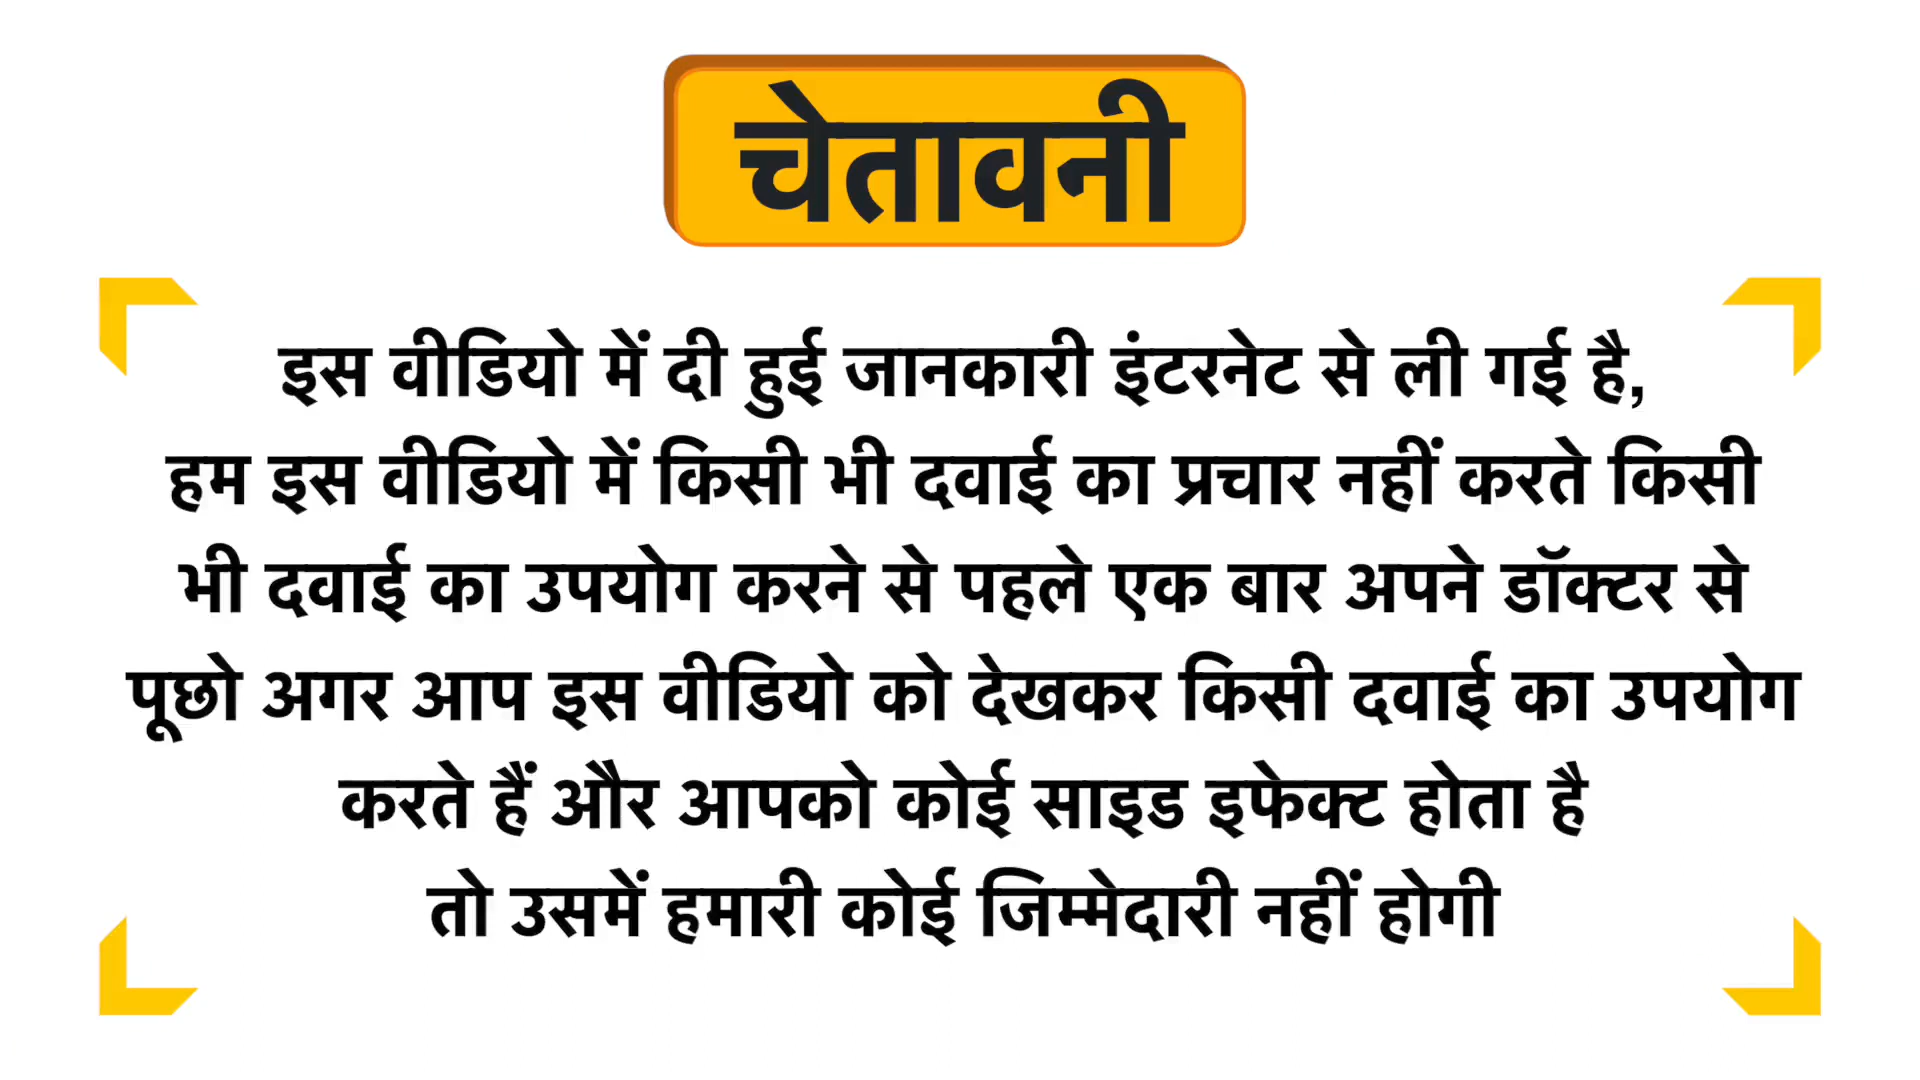 चेतावनी
इस वीडियो में दी हुई जानकारी इंटरनेट से ली गई है,
हम इस वीडियो में किसी भी दवाई का प्रचार नहीं करते किसी
भी दवाई का उपयोग करने से पहले एक बार अपने डॉक्टर से
पूछो अगर आप इस वीडियो को देखकर किसी दवाई का उपयोग
करते हैं और आपको कोई साइड इफेक्ट होता है
तो उसमें हमारी कोई जिम्मेदारी नहीं होगी